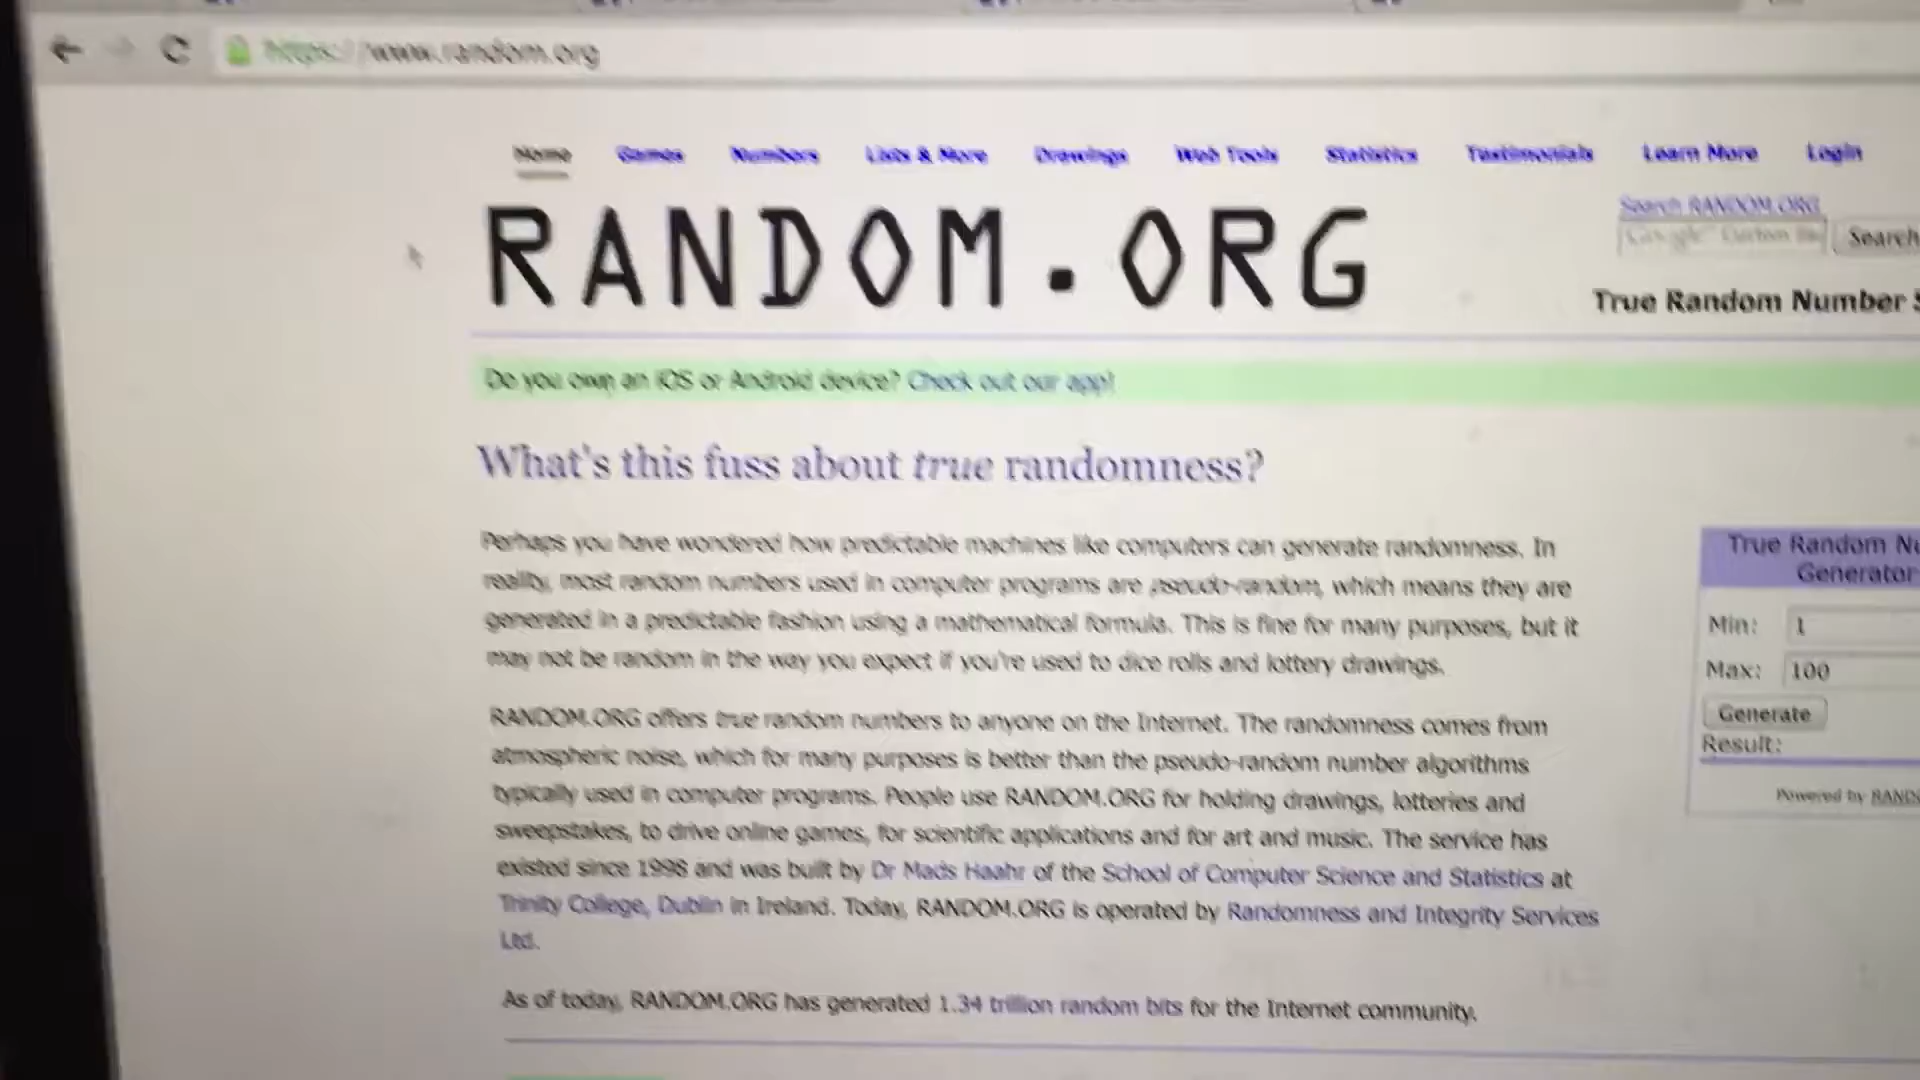 https://www.random.org
Home Games Numbers Lists & More Drawings Web Tools Statistics Testimonials Learn More Login
RANDOM.ORG
Search RANDOM.ORG
Google Custom Search
True Random Number
Do you own an iOS or Android device? Check out our app!
What's this fuss about true randomness?
Perhaps you have wondered how predictable machines like computers can generate randomness. In
reality, most random numbers used in computer programs are pseudo-random, which means they are
generated in a predictable fashion using a mathematical formula. This is fine for many purposes, but it
may not be random in the way you expect if you're used to dice rolls and lottery drawings.
RANDOM.ORG offers true random numbers to anyone on the Internet. The randomness comes from
atmospheric noise, which for many purposes is better than the pseudo-random number algorithms
typically used in computer programs. People use RANDOM.ORG for holding drawings, lotteries and
sweepstakes, to drive online games, for scientific applications and for art and music. The service has
existed since 1998 and was built by Dr Mads Haahr of the School of Computer Science and Statistics at
Trinity College, Dublin in Ireland. Today, RANDOM.ORG is operated by Randomness and Integrity Services
Ltd.
As of today, RANDOM.ORG has generated 1.34 trillion random bits for the Internet community.
True Random Nu
Generator
Min: 1
Max: 100
Generate
Result:
Powered by RAND